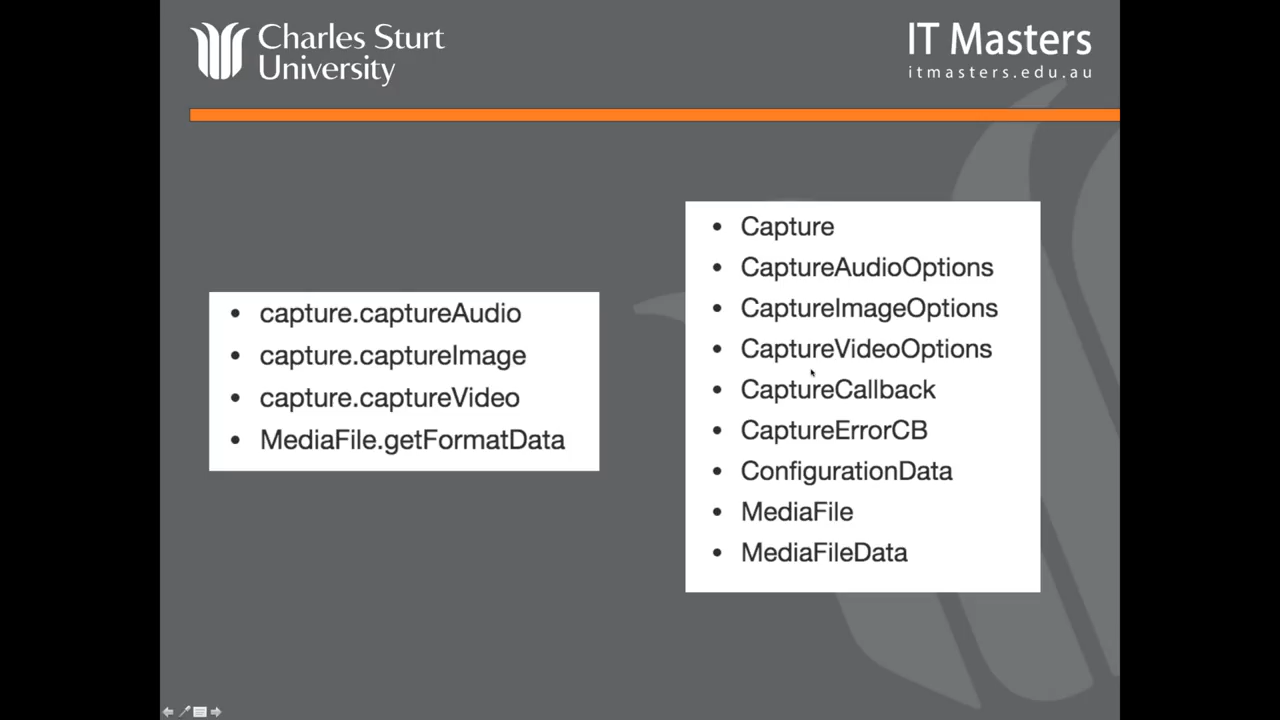 Charles Sturt
University
IT Masters
itmasters.edu.au
• capture.captureAudio
• capture.captureImage
• capture.captureVideo
• MediaFile.getFormatData
• Capture
• CaptureAudioOptions
• CaptureImageOptions
• CaptureVideoOptions
• CaptureCallback
• CaptureErrorCB
• ConfigurationData
• MediaFile
• MediaFileData